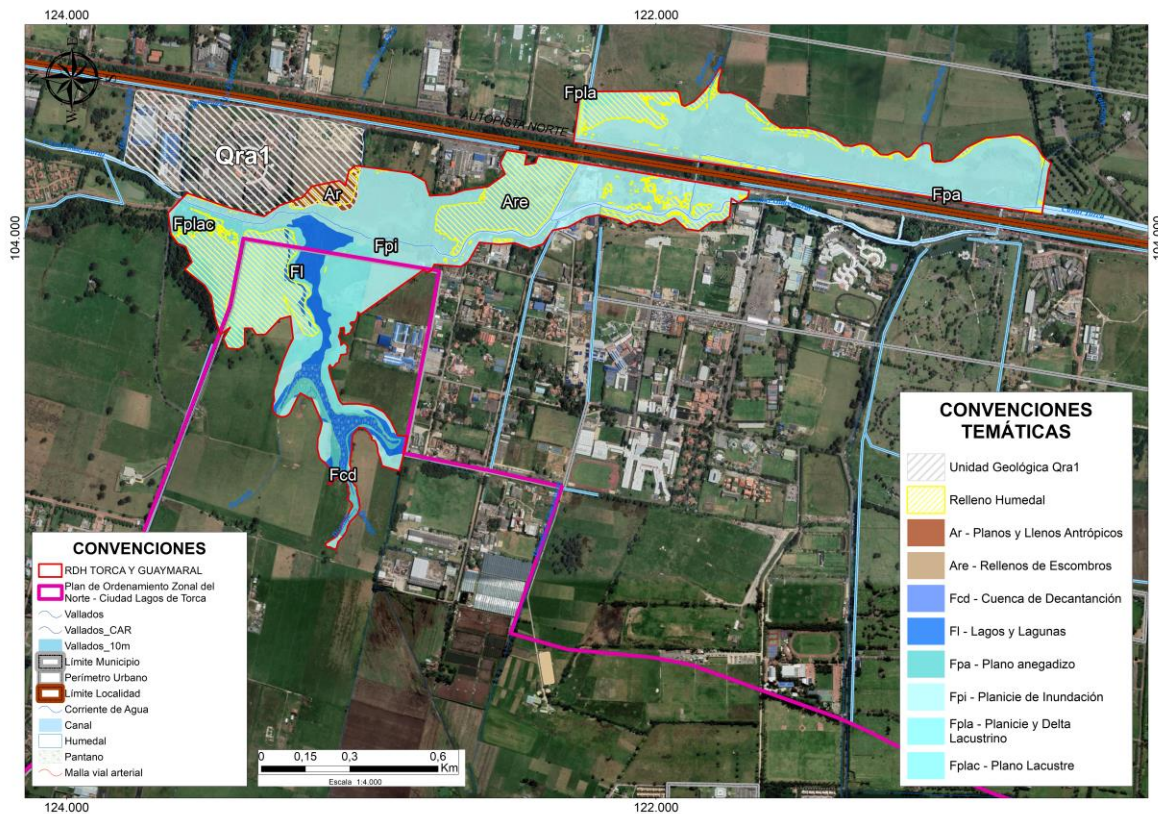 124.000
122.000
E
N
S
W
Fpla
AUTOPISTA NORTE
Qra1
Ar
Are
Fpa
Fplac
Fpi
Fl
Fcd
104.000
104.000
CONVENCIONES
RDH TORCA Y GUAYMARAL
Plan de Ordenamiento Zonal del
Norte - Ciudad Lagos de Torca
Vallados
Vallados_CAR
Vallados_10m
Límite Municipio
Perímetro Urbano
Límite Localidad
Corriente de Agua
Canal
Humedal
Pantano
Malla vial arterial
0 0,15 0,3 0,6
Km
Escala 1:4.000
CONVENCIONES
TEMÁTICAS
Unidad Geológica Qra1
Relleno Humedal
Ar - Planos y Llenos Antrópicos
Are - Rellenos de Escombros
Fcd - Cuenca de Decantanción
Fl - Lagos y Lagunas
Fpa - Plano anegadizo
Fpi - Planicie de Inundación
Fpla - Planicie y Delta
Lacustrino
Fplac - Plano Lacustre
124.000
122.000